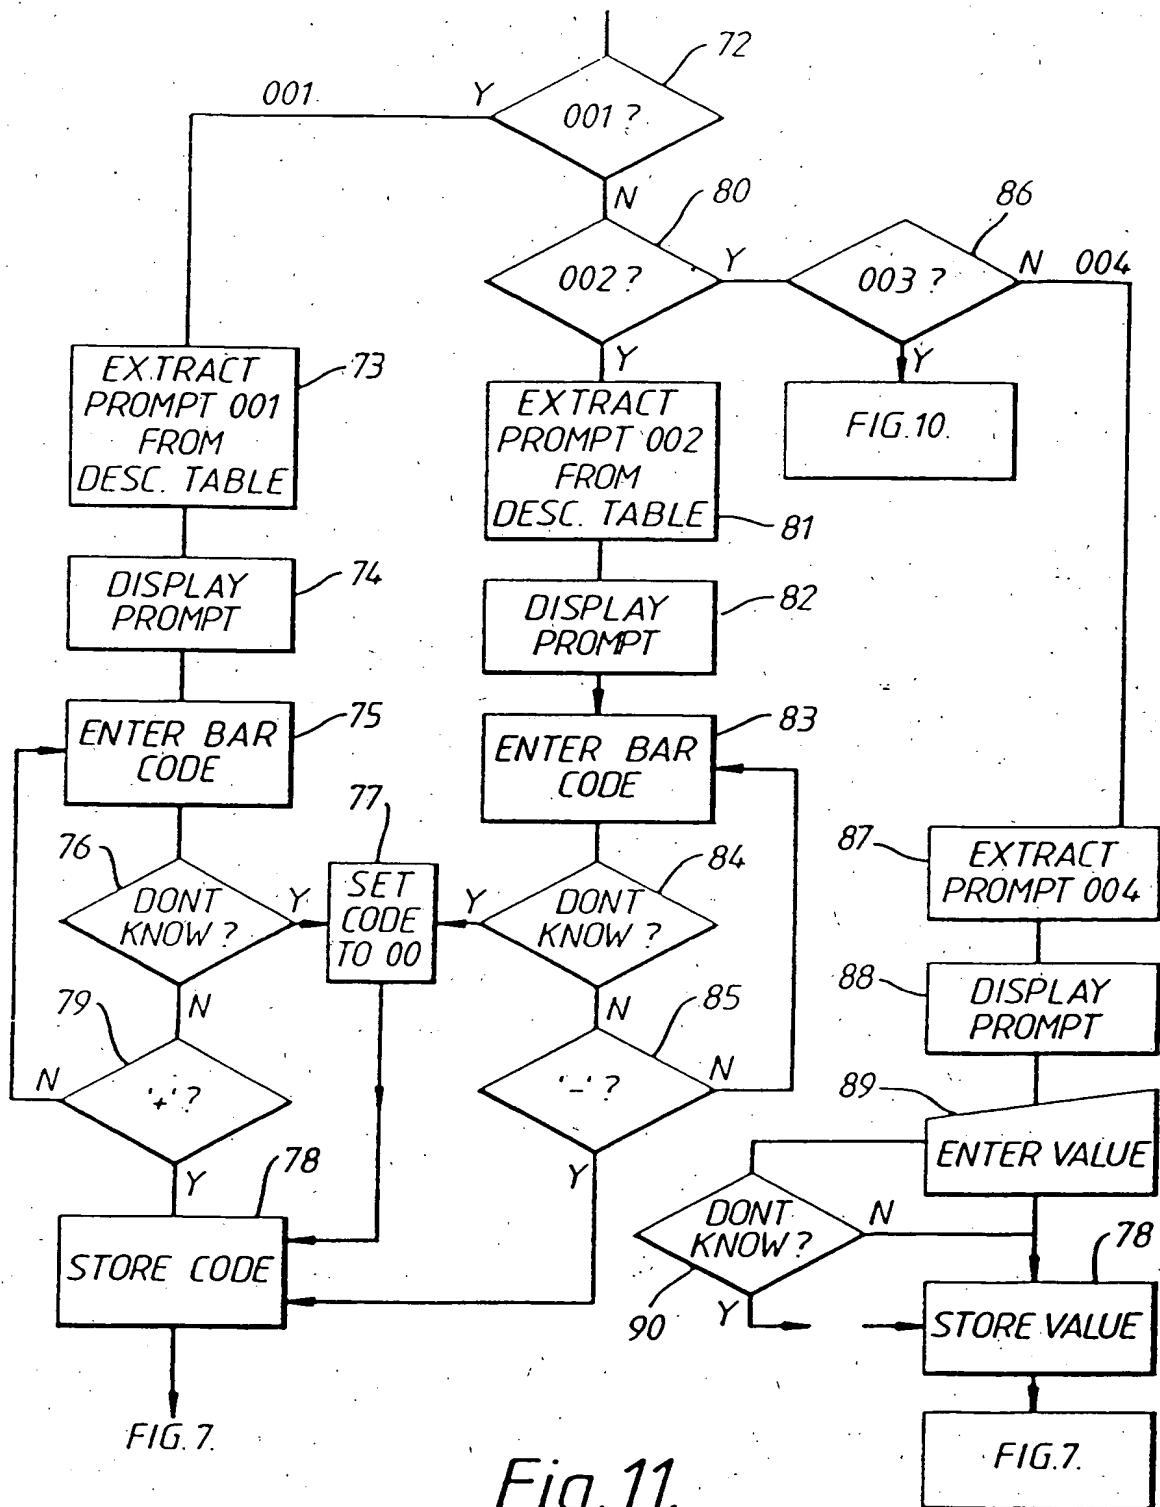 72
001
Y
001 ?
N
80
86
002 ?
Y
003 ?
N
004
Y
Y
EXTRACT
PROMPT 001
FROM
DESC. TABLE
73
EXTRACT
PROMPT 002
FROM
DESC. TABLE
81
FIG.10.
DISPLAY
PROMPT
74
DISPLAY
PROMPT
82
ENTER BAR
CODE
75
ENTER BAR
CODE
83
77
76
DONT
KNOW ?
Y
SET
CODE
TO 00
Y
DONT
KNOW ?
84
87
EXTRACT
PROMPT 004
N
N
79
'+' ?
N
Y
85
'-' ?
N
Y
88
DISPLAY
PROMPT
89
ENTER VALUE
DONT
KNOW ?
N
90
Y
78
STORE CODE
78
STORE VALUE
FIG. 7.
FIG.7.
Fig.11.